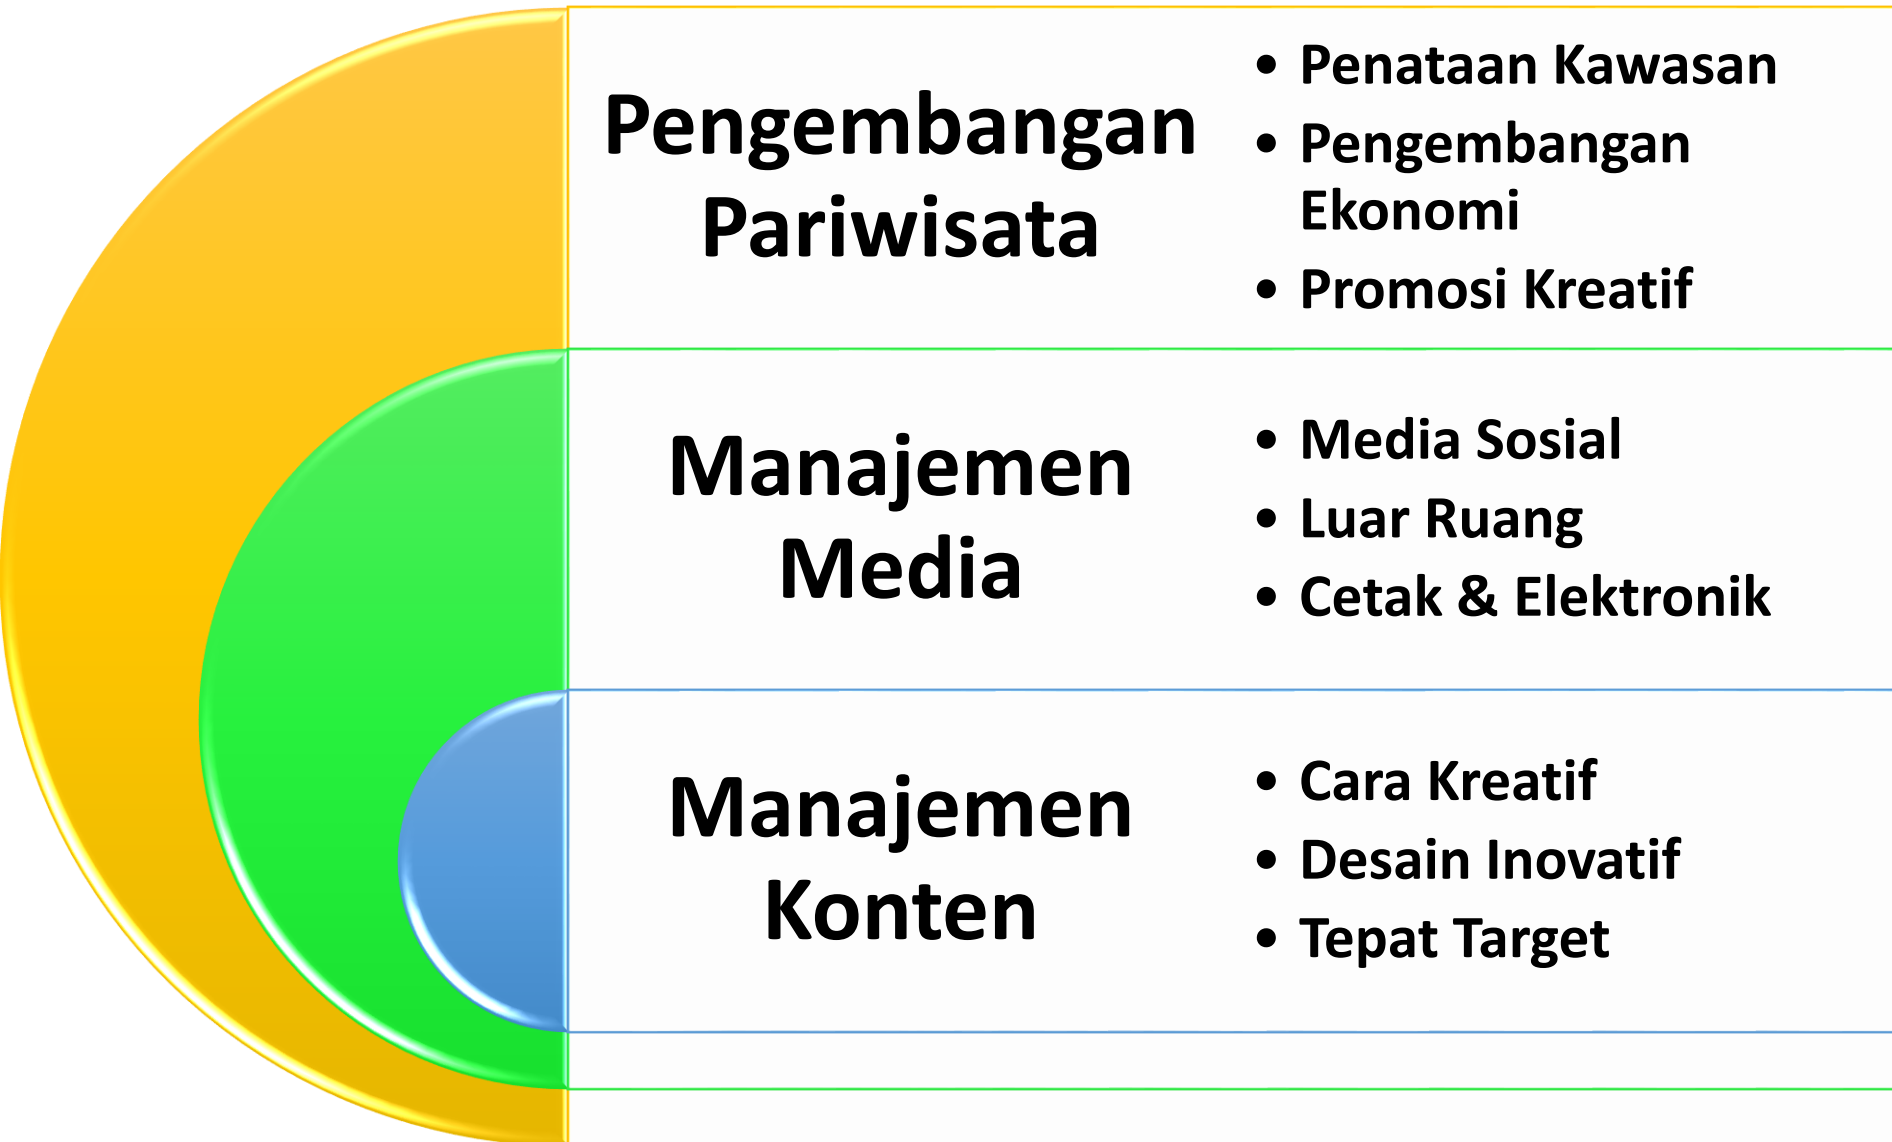 Pengembangan
Pariwisata
• Penataan Kawasan
• Pengembangan
Ekonomi
• Promosi Kreatif
Manajemen
Media
• Media Sosial
• Luar Ruang
• Cetak & Elektronik
Manajemen
Konten
• Cara Kreatif
• Desain Inovatif
• Tepat Target